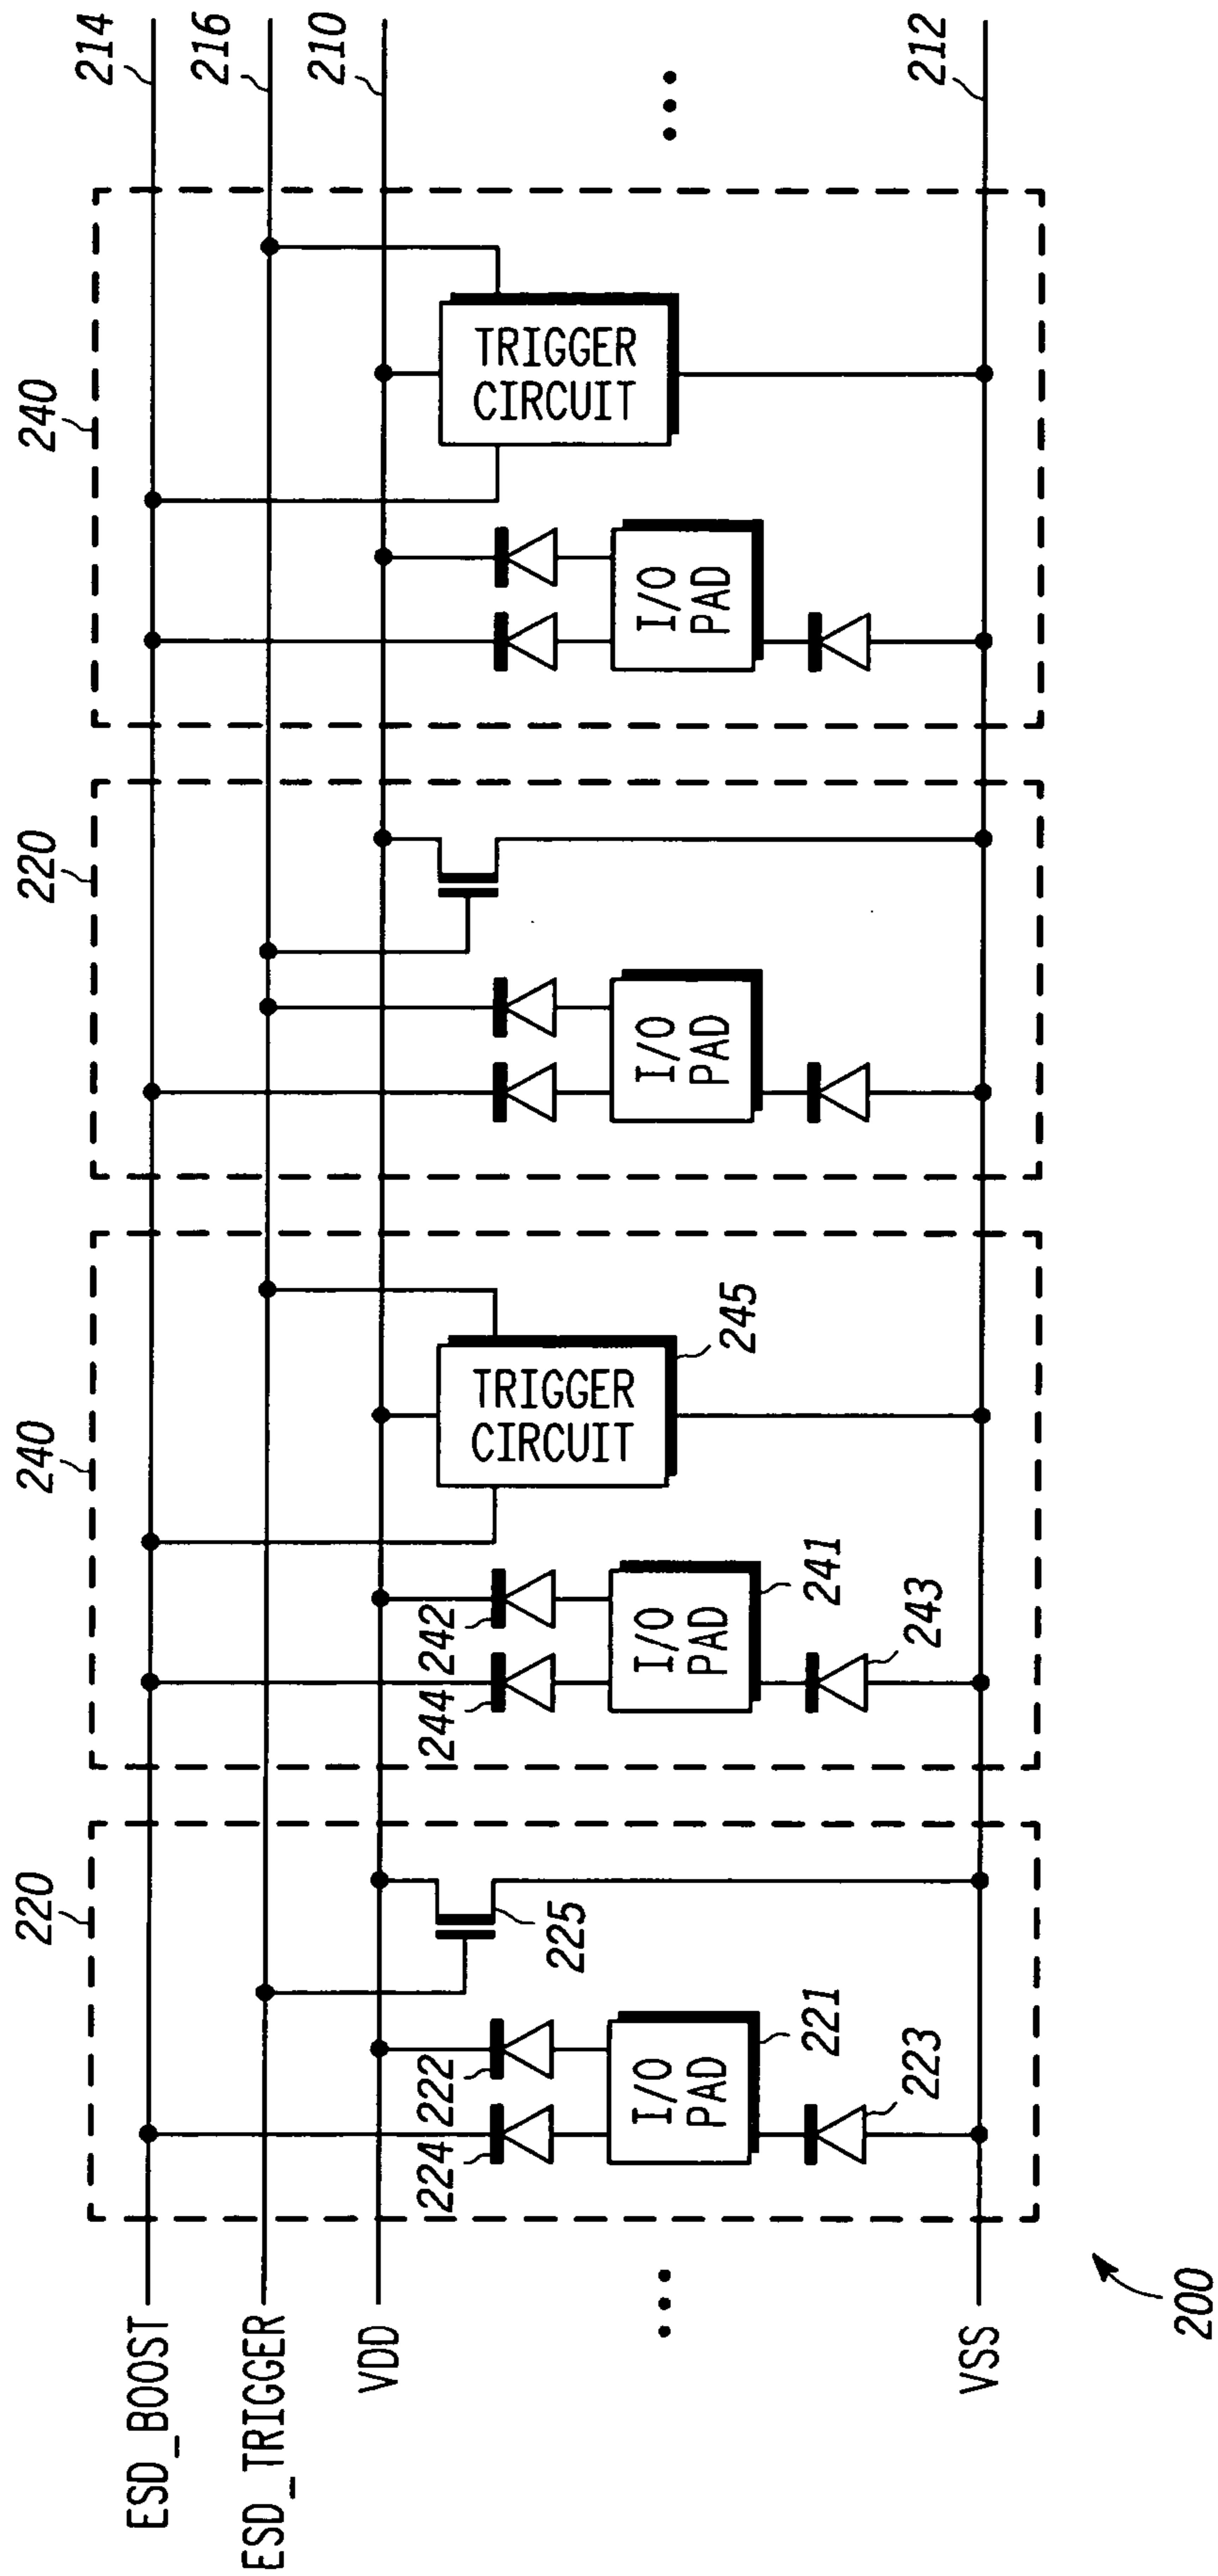 220
240
220
240
214
216
210
212
ESD_BOOST
ESD_TRIGGER
VDD
VSS
224
222
I/O
PAD
221
223
225
244
242
I/O
PAD
241
243
TRIGGER
CIRCUIT
245
I/O
PAD
I/O
PAD
TRIGGER
CIRCUIT
200